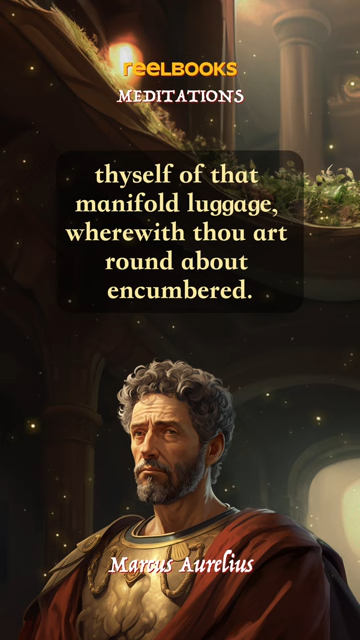 reelbooks
MEDITATIONS
thyself of that
manifold luggage,
wherewith thou art
round about
encumbered.
Marcus Aurelius